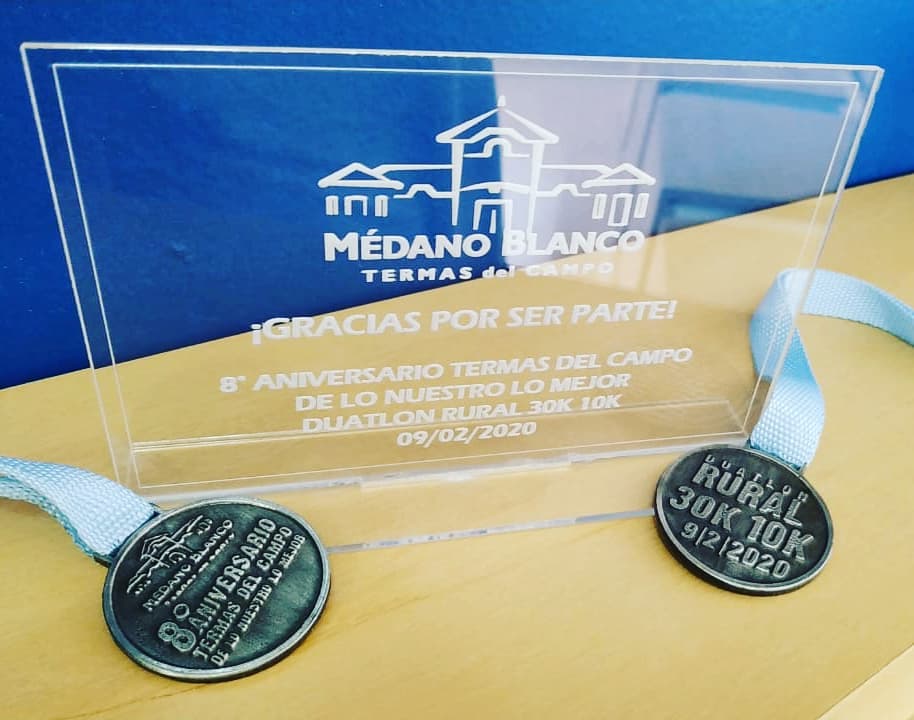 MÉDANO BLANCO
TERMAS del CAMPO
¡GRACIAS POR SER PARTE!
8° ANIVERSARIO TERMAS DEL CAMPO
DE LO NUESTRO LO MEJOR
DUATLON RURAL 30K 10K
09/02/2020
MEDANO BLANCO
8° ANIVERSARIO
TERMAS DEL CAMPO
DE LO NUESTRO LO MEJOR
DUATLON
RURAL
30K 10K
9|2|2020